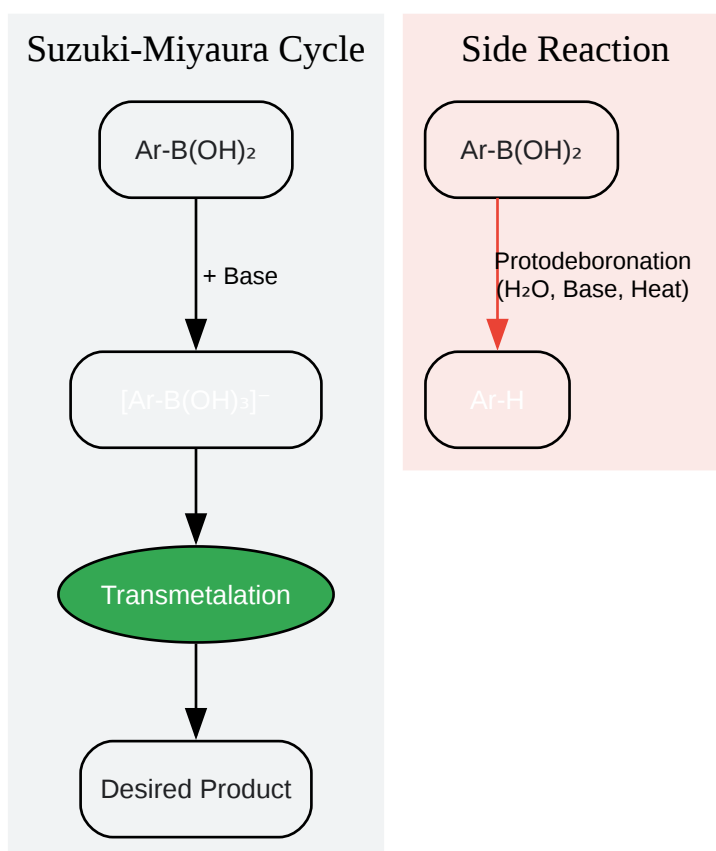 Suzuki-Miyaura Cycle
Ar-B(OH)₂
+ Base
[Ar-B(OH)₃]⁻
Transmetalation
Desired Product
Side Reaction
Ar-B(OH)₂
Protodeboronation
(H₂O, Base, Heat)
Ar-H